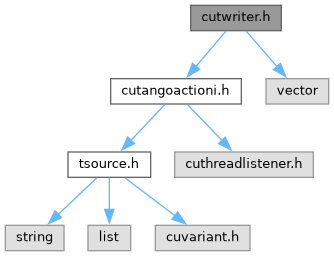 cutwriter.h
cutangoactioni.h
vector
tsource.h
cuthreadlistener.h
string
list
cuvariant.h